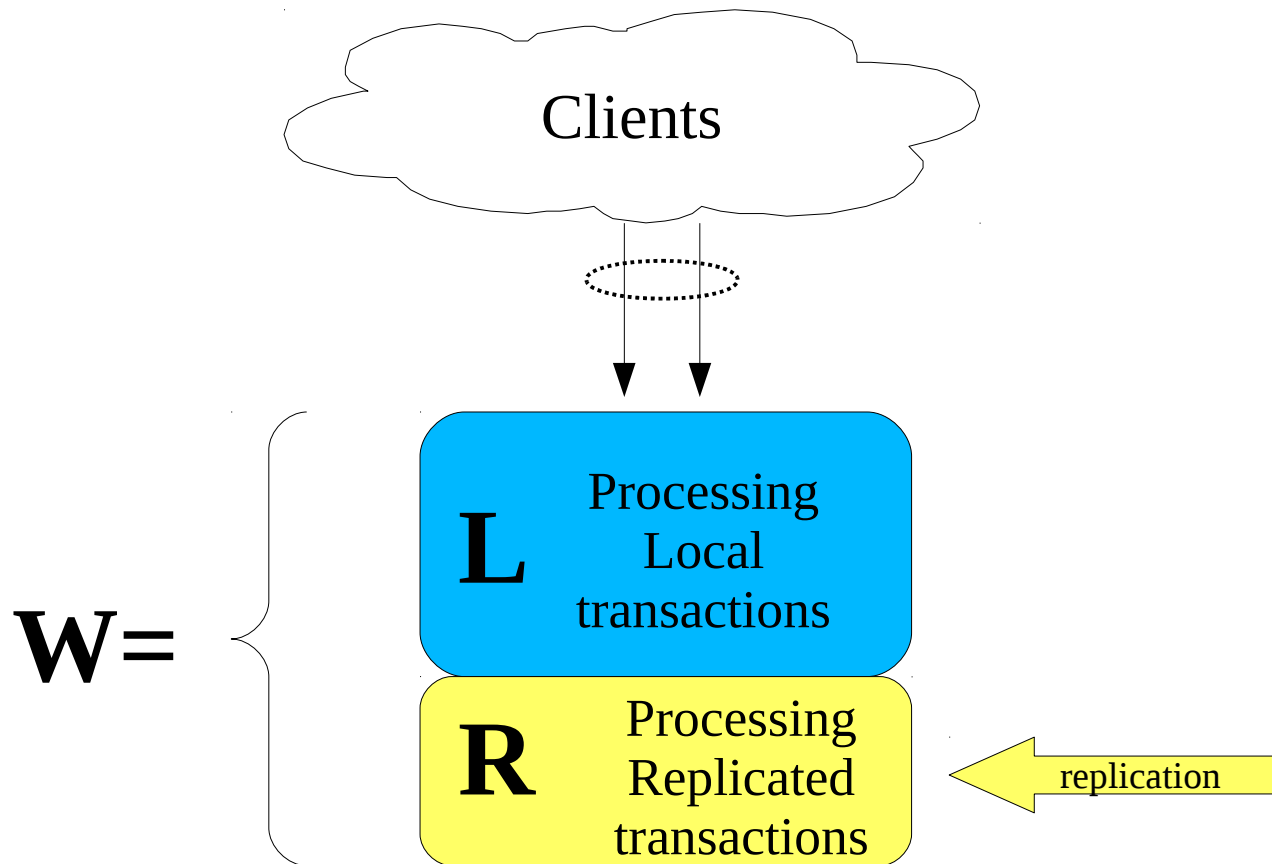 Clients
W=
L
Processing
Local
transactions
R
Processing
Replicated
transactions
replication